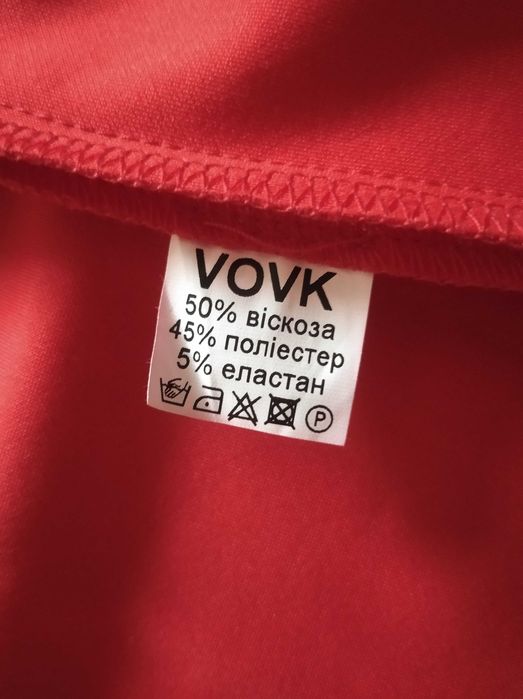 VOVK
50% віскоза
45% поліестер
5% еластан
P